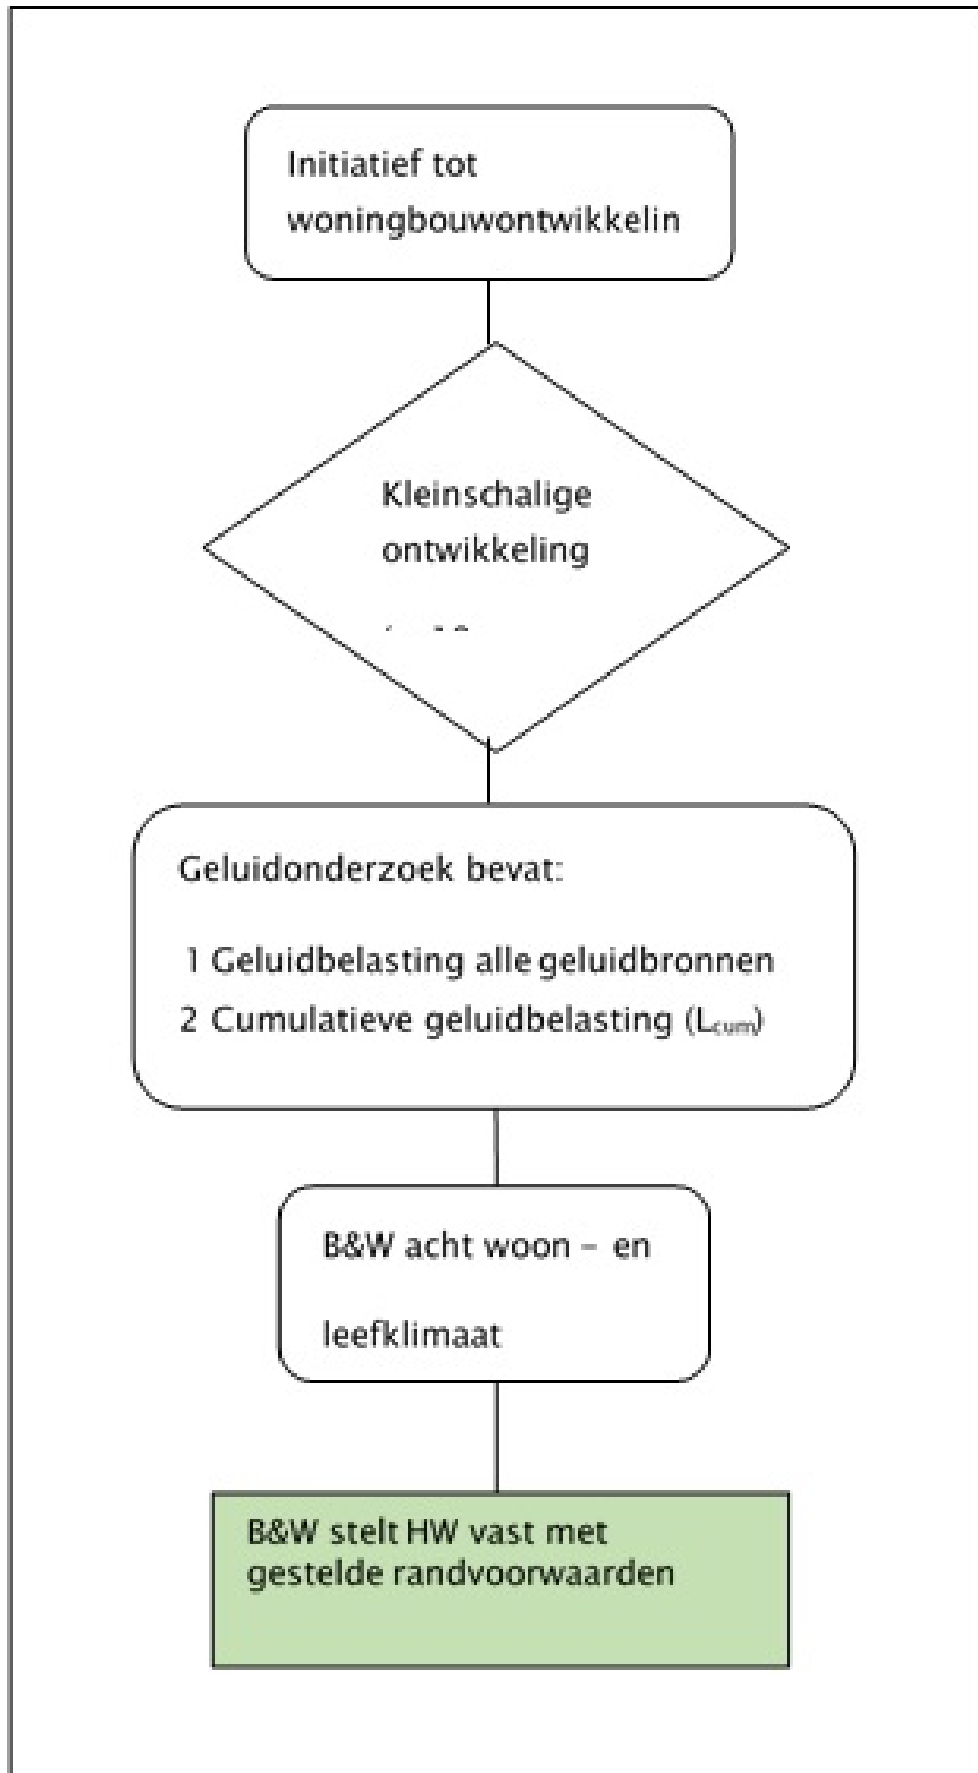 Initiatief tot
woningbouwontwikkelin
Kleinschalige
ontwikkeling
Geluidonderzoek bevat:
1 Geluidbelasting alle geluidbronnen
2 Cumulatieve geluidbelasting (Lcum)
B&W acht woon – en
leefklimaat
B&W stelt HW vast met
gestelde randvoorwaarden